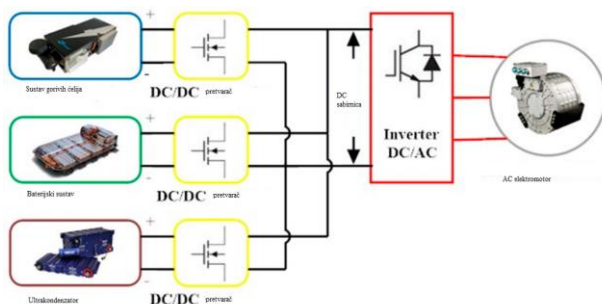 +
-
Sustav gorivih ćelija
DC/DC pretvarač
DC
sabirnica
Inverter
DC/AC
AC elektromotor
+
-
Baterijski sustav
DC/DC pretvarač
+
-
Ultrakondenzator
DC/DC pretvarač